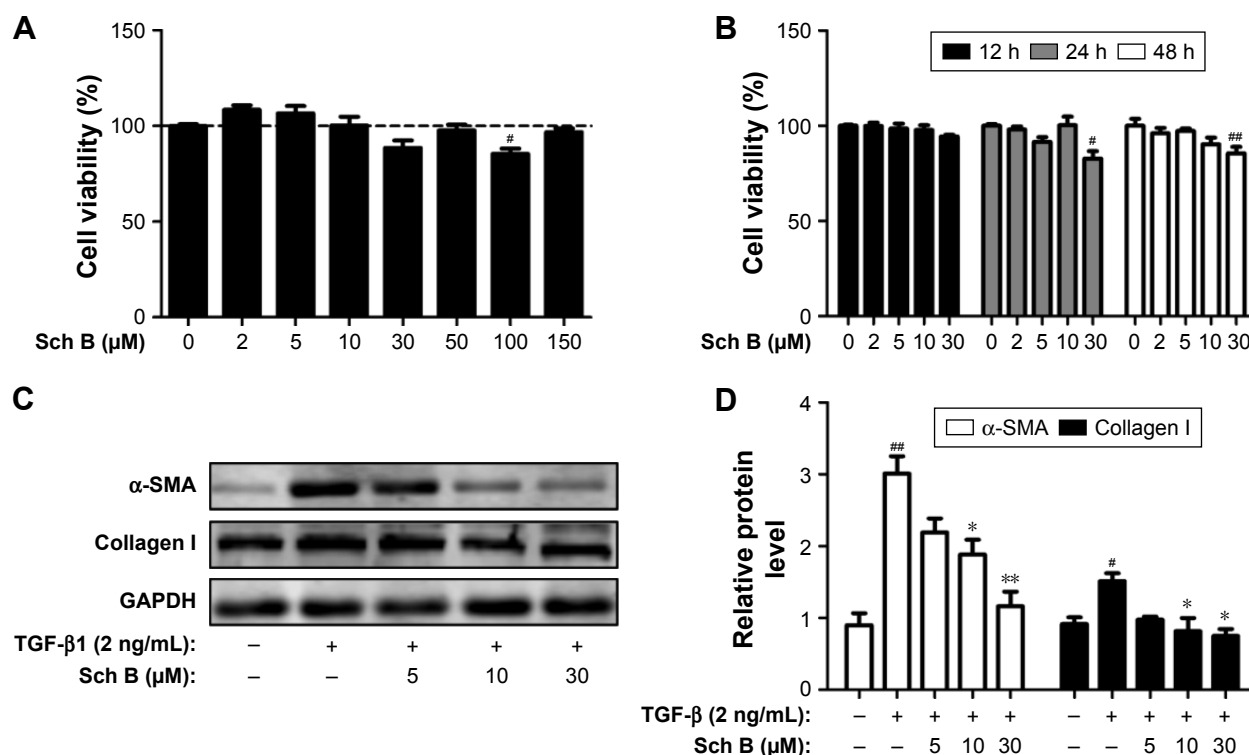 A
150
100
50
0
Cell viability (%)
#
Sch B (µM)
0 2 5 10 30 50 100 150
B
12 h 24 h 48 h
150
100
50
0
Cell viability (%)
#
##
Sch B (µM)
0 2 5 10 30 0 2 5 10 30 0 2 5 10 30
C
α-SMA
Collagen I
GAPDH
TGF-β1 (2 ng/mL): – + + + +
Sch B (µM): – – 5 10 30
D
α-SMA Collagen I
4
3
2
1
0
Relative protein
level
##
*
**
#
*
*
TGF-β (2 ng/mL): – + + + + – + + + +
Sch B (µM): – – 5 10 30 – – 5 10 30